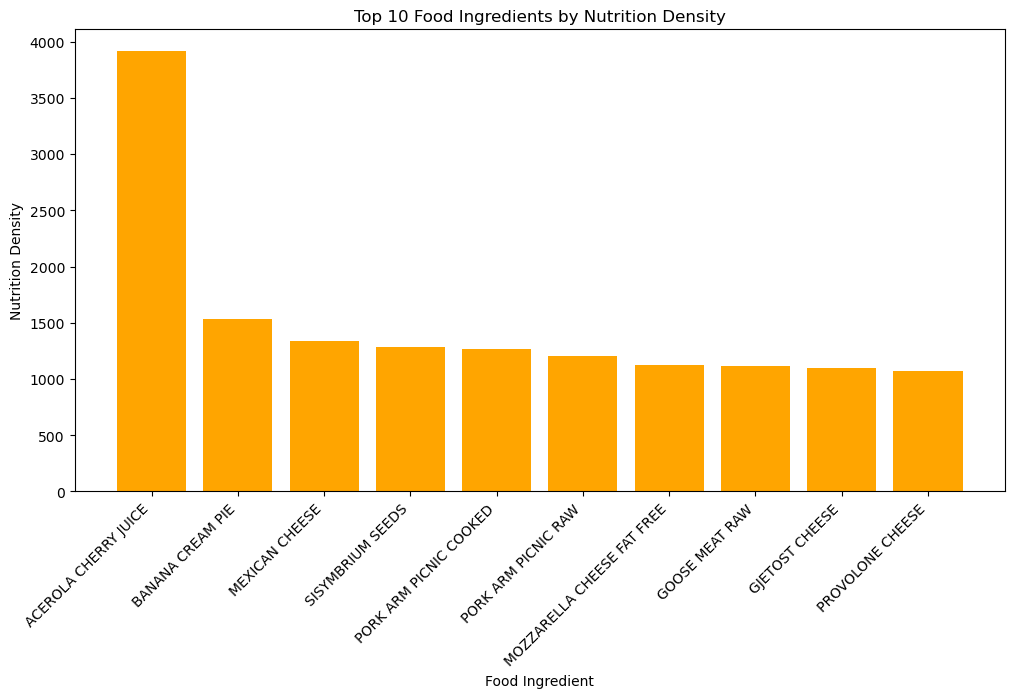 Top 10 Food Ingredients by Nutrition Density
Nutrition Density
4000
3500
3000
2500
2000
1500
1000
500
0
ACEROLA CHERRY JUICE
BANANA CREAM PIE
MEXICAN CHEESE
SISYMBRIUM SEEDS
PORK ARM PICNIC COOKED
PORK ARM PICNIC RAW
MOZZARELLA CHEESE FAT FREE
GOOSE MEAT RAW
GJETOST CHEESE
PROVOLONE CHEESE
Food Ingredient